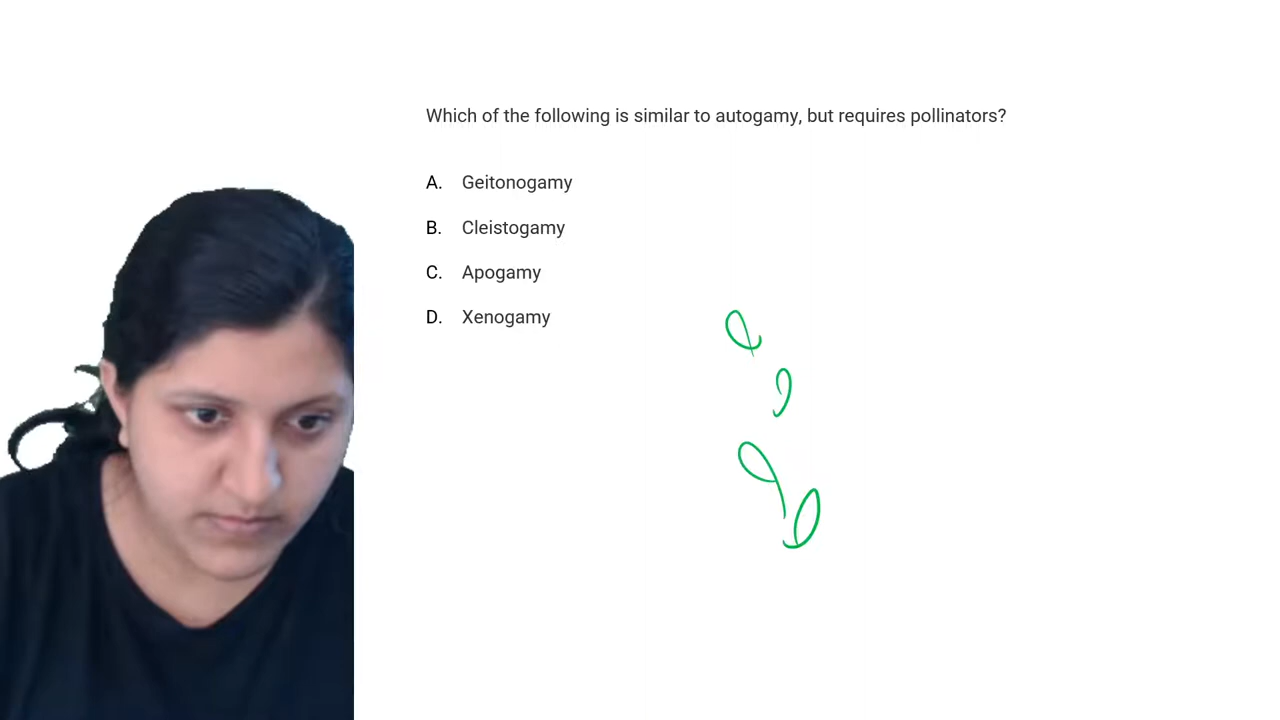 Which of the following is similar to autogamy, but requires pollinators?
A. Geitonogamy
B. Cleistogamy
C. Apogamy
D. Xenogamy